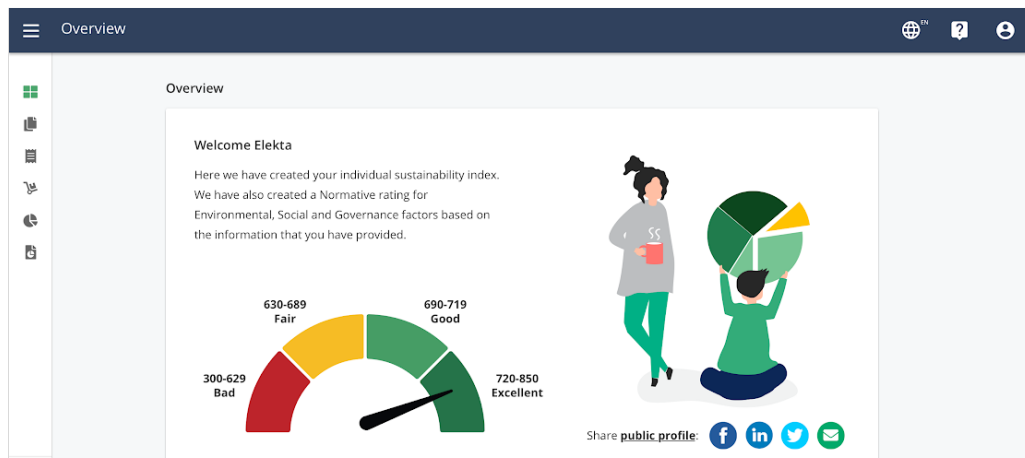 Overview
EN
Overview
Welcome Elekta
Here we have created your individual sustainability index.
We have also created a Normative rating for
Environmental, Social and Governance factors based on
the information that you have provided.
630-689
Fair
690-719
Good
300-629
Bad
720-850
Excellent
Share public profile: